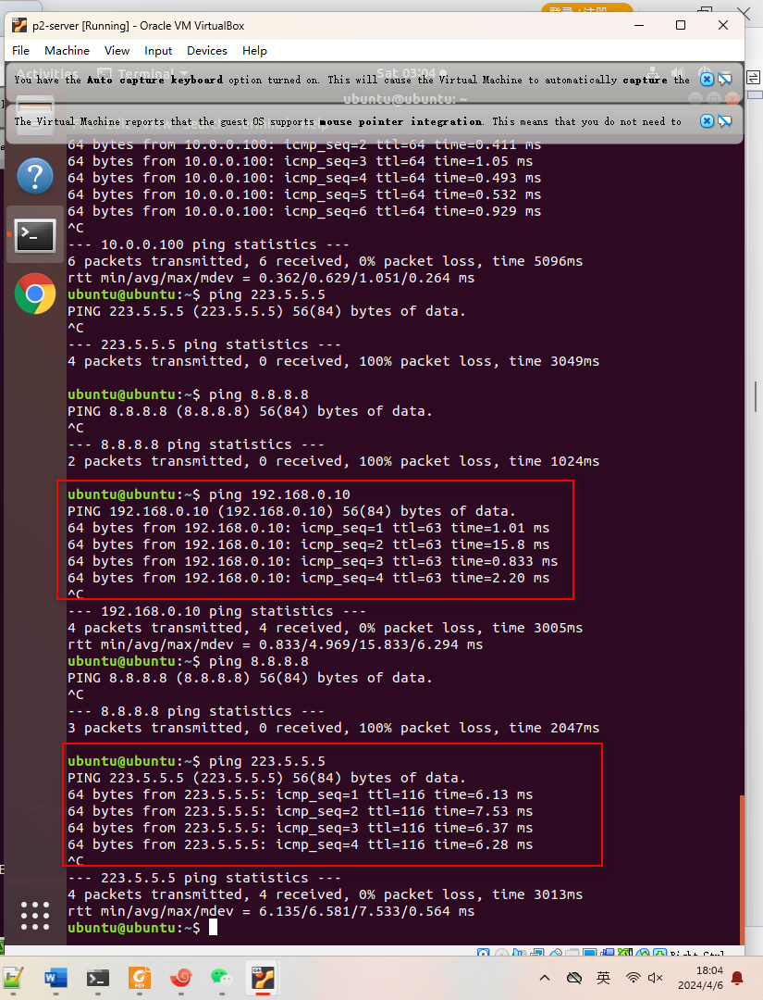 p2-server [Running] - Oracle VM VirtualBox
File Machine View Input Devices Help
Activities Terminal Sat 03:04
You have the Auto capture keyboard option turned on. This will cause the Virtual Machine to automatically capture the
ubuntu@ubuntu: ~
The Virtual Machine reports that the guest OS supports mouse pointer integration. This means that you do not need to
64 bytes from 10.0.0.100: icmp_seq=2 ttl=64 time=0.411 ms
64 bytes from 10.0.0.100: icmp_seq=3 ttl=64 time=1.05 ms
64 bytes from 10.0.0.100: icmp_seq=4 ttl=64 time=0.493 ms
64 bytes from 10.0.0.100: icmp_seq=5 ttl=64 time=0.532 ms
64 bytes from 10.0.0.100: icmp_seq=6 ttl=64 time=0.929 ms
^C
--- 10.0.0.100 ping statistics ---
6 packets transmitted, 6 received, 0% packet loss, time 5096ms
rtt min/avg/max/mdev = 0.362/0.629/1.051/0.264 ms
ubuntu@ubuntu:~$ ping 223.5.5.5
PING 223.5.5.5 (223.5.5.5) 56(84) bytes of data.
^C
--- 223.5.5.5 ping statistics ---
4 packets transmitted, 0 received, 100% packet loss, time 3049ms
ubuntu@ubuntu:~$ ping 8.8.8.8
PING 8.8.8.8 (8.8.8.8) 56(84) bytes of data.
^C
--- 8.8.8.8 ping statistics ---
2 packets transmitted, 0 received, 100% packet loss, time 1024ms
ubuntu@ubuntu:~$ ping 192.168.0.10
PING 192.168.0.10 (192.168.0.10) 56(84) bytes of data.
64 bytes from 192.168.0.10: icmp_seq=1 ttl=63 time=1.01 ms
64 bytes from 192.168.0.10: icmp_seq=2 ttl=63 time=15.8 ms
64 bytes from 192.168.0.10: icmp_seq=3 ttl=63 time=0.833 ms
64 bytes from 192.168.0.10: icmp_seq=4 ttl=63 time=2.20 ms
^C
--- 192.168.0.10 ping statistics ---
4 packets transmitted, 4 received, 0% packet loss, time 3005ms
rtt min/avg/max/mdev = 0.833/4.969/15.833/6.294 ms
ubuntu@ubuntu:~$ ping 8.8.8.8
PING 8.8.8.8 (8.8.8.8) 56(84) bytes of data.
^C
--- 8.8.8.8 ping statistics ---
3 packets transmitted, 0 received, 100% packet loss, time 2047ms
ubuntu@ubuntu:~$ ping 223.5.5.5
PING 223.5.5.5 (223.5.5.5) 56(84) bytes of data.
64 bytes from 223.5.5.5: icmp_seq=1 ttl=116 time=6.13 ms
64 bytes from 223.5.5.5: icmp_seq=2 ttl=116 time=7.53 ms
64 bytes from 223.5.5.5: icmp_seq=3 ttl=116 time=6.37 ms
64 bytes from 223.5.5.5: icmp_seq=4 ttl=116 time=6.28 ms
^C
--- 223.5.5.5 ping statistics ---
4 packets transmitted, 4 received, 0% packet loss, time 3013ms
rtt min/avg/max/mdev = 6.135/6.581/7.533/0.564 ms
ubuntu@ubuntu:~$
Right Ctrl
英
18:04
2024/4/6